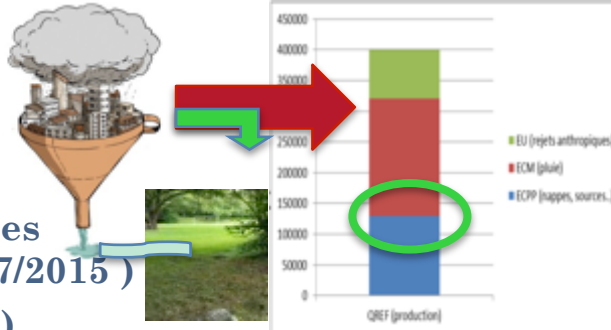 450000
400000
350000
250000
200000
150000
100000
50000
0
QREF (production)
EU (rejets anthropiques)
ECM (pluie)
ECPP (nappes, sources..)
es
7/2015 )
)